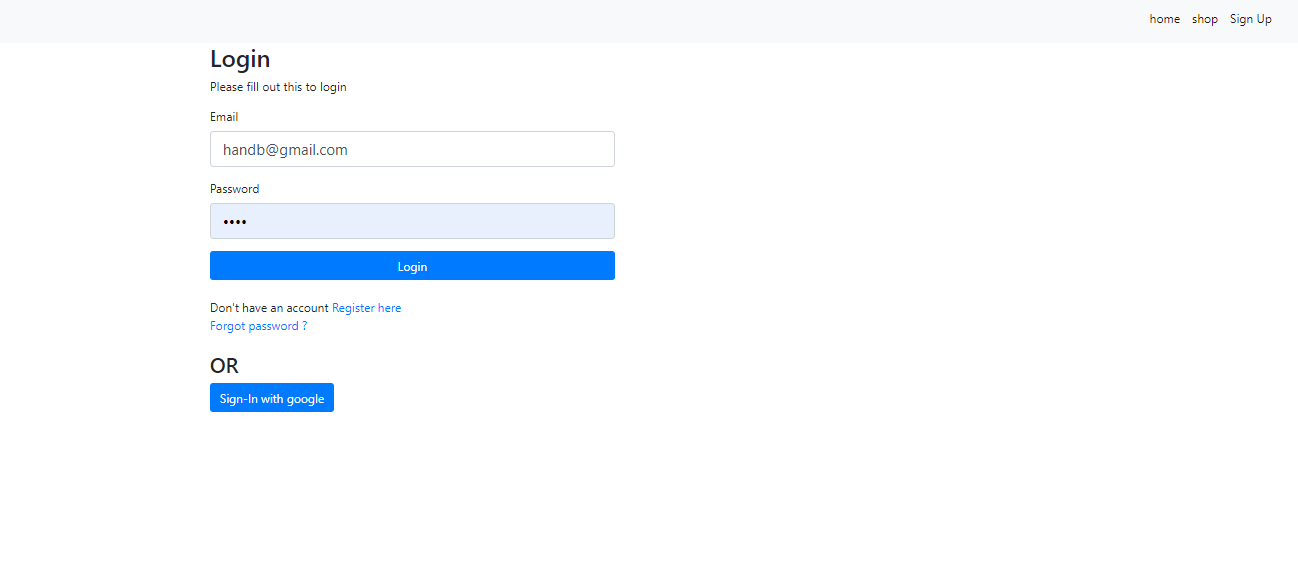 home shop Sign Up
Login
Please fill out this to login
Email
handb@gmail.com
Password
••••
Login
Don't have an account Register here
Forgot password ?
OR
Sign-In with google